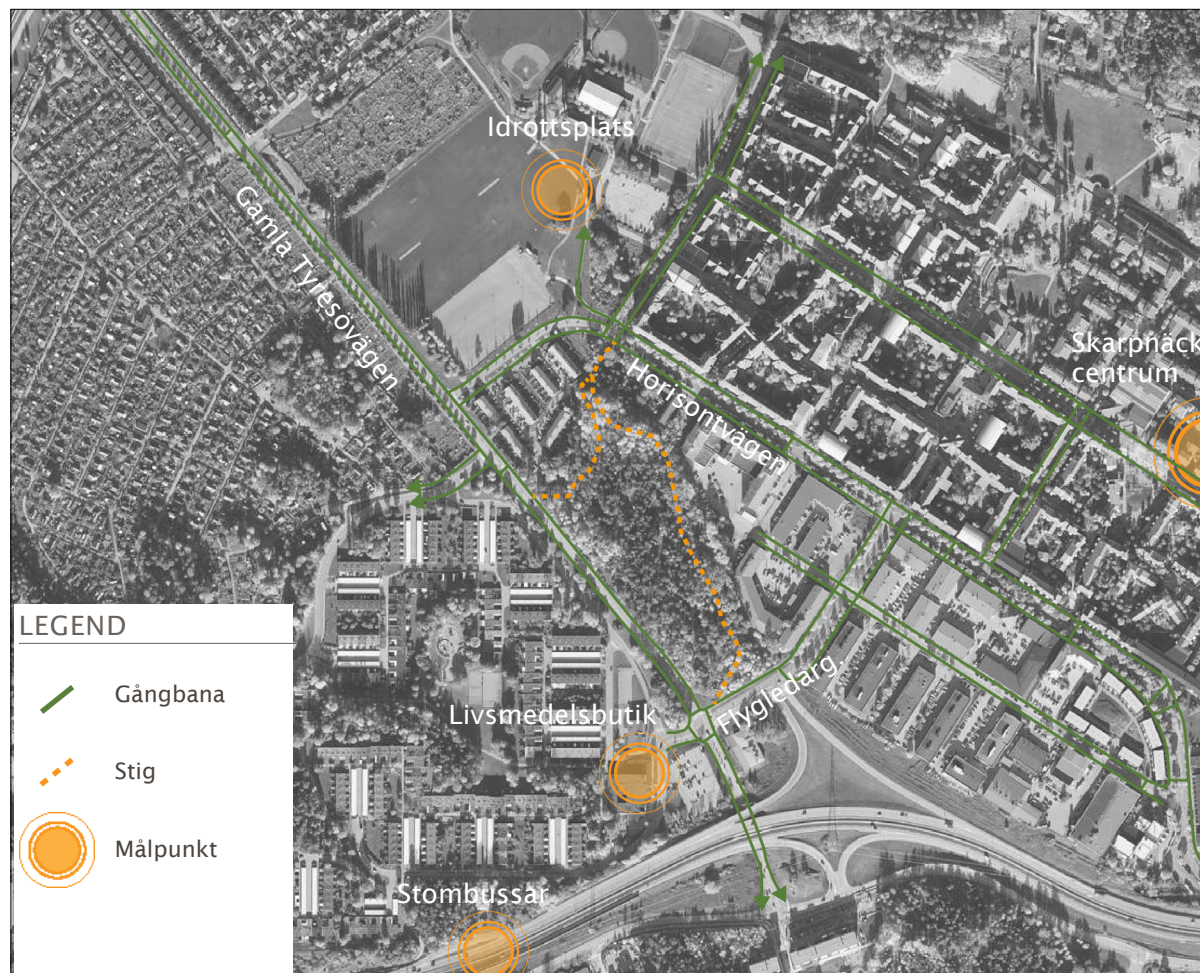 Idrottsplats
Gamla Tyresövägen
Skarpnäck
centrum
Horisontvägen
LEGEND
Gångbana
Stig
Målpunkt
Livsmedelsbutik
Flygledarg.
Stombussar